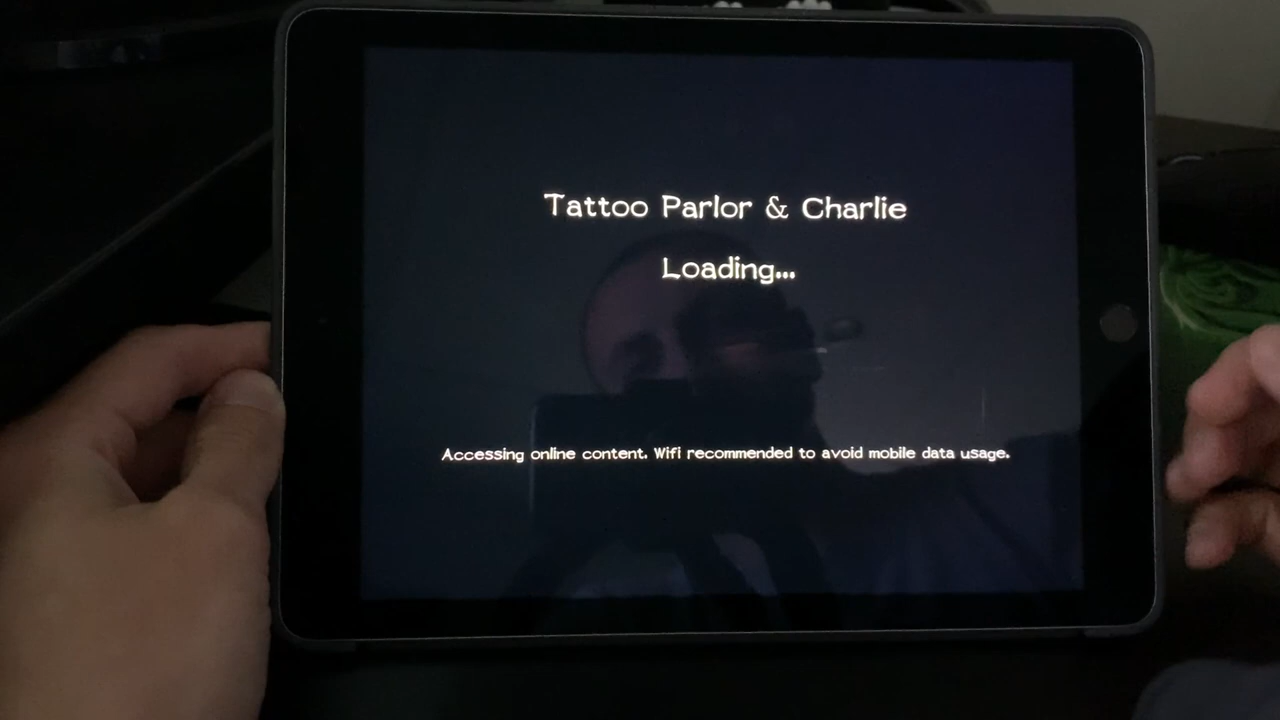 Tattoo Parlor & Charlie
Loading...
Accessing online content. Wifi recommended to avoid mobile data usage.